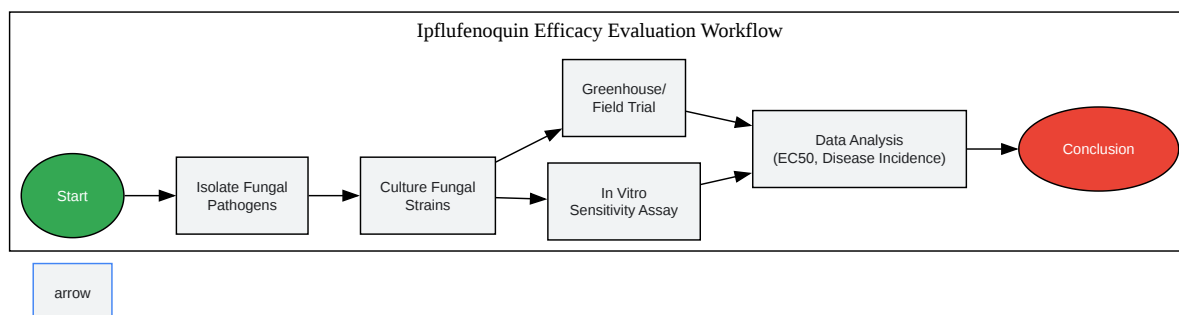 Ipflufenoquin Efficacy Evaluation Workflow
Start
Isolate Fungal
Pathogens
Culture Fungal
Strains
Greenhouse/
Field Trial
In Vitro
Sensitivity Assay
Data Analysis
(EC50, Disease Incidence)
Conclusion
arrow